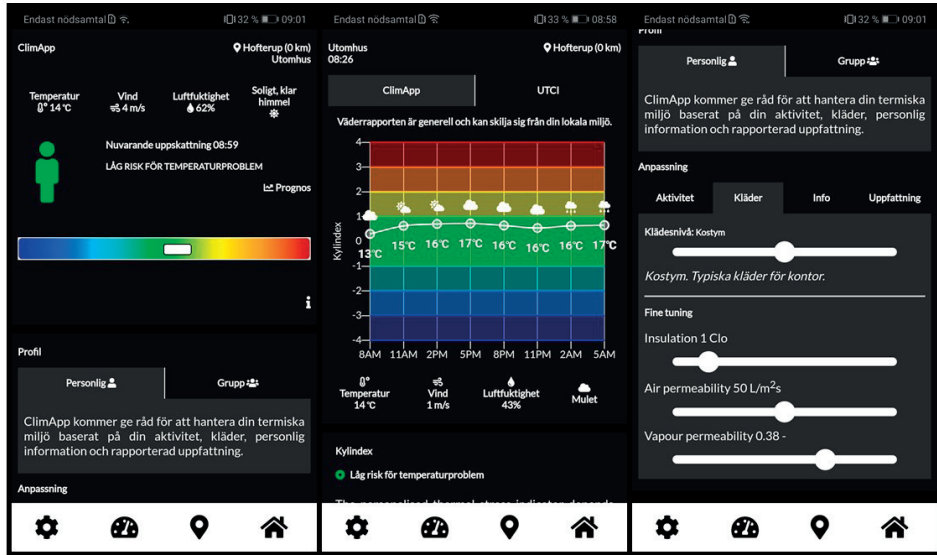 Endast nödsamtal 32 % 09:01
ClimApp
Hofterup (0 km)
Utomhus
Temperatur
14 °C
Vind
4 m/s
Luftfuktighet
62%
Soligt, klar
himmel
Nuvarande uppskattning 08:59
LÅG RISK FÖR TEMPERATURPROBLEM
Prognos
Profil
Personlig
Grupp
ClimApp kommer ge råd för att hantera din termiska
miljö baserat på din aktivitet, kläder, personlig
information och rapporterad uppfattning.
Anpassning
Endast nödsamtal 33 % 08:58
Utomhus
08:26
Hofterup (0 km)
ClimApp
UTCI
Väderrapporten är generell och kan skilja sig från din lokala miljö.
Kylindex
4
3
2
1
0
-1
-2
-3
-4
13°C 15°C 16°C 17°C 16°C 16°C 16°C 17°C
8AM 11AM 2PM 5PM 8PM 11PM 2AM 5AM
Temperatur
14 °C
Vind
1 m/s
Luftfuktighet
43%
Mulet
Kylindex
Låg risk för temperaturproblem
The personalised thermal stress indicator depends
Endast nödsamtal 32 % 09:01
Profil
Personlig
Grupp
ClimApp kommer ge råd för att hantera din termiska
miljö baserat på din aktivitet, kläder, personlig
information och rapporterad uppfattning.
Anpassning
Aktivitet Kläder Info Uppfattning
Klädesnivå: Kostym
Kostym. Typiska kläder för kontor.
Fine tuning
Insulation 1 Clo
Air permeability 50 L/m²s
Vapour permeability 0.38 -